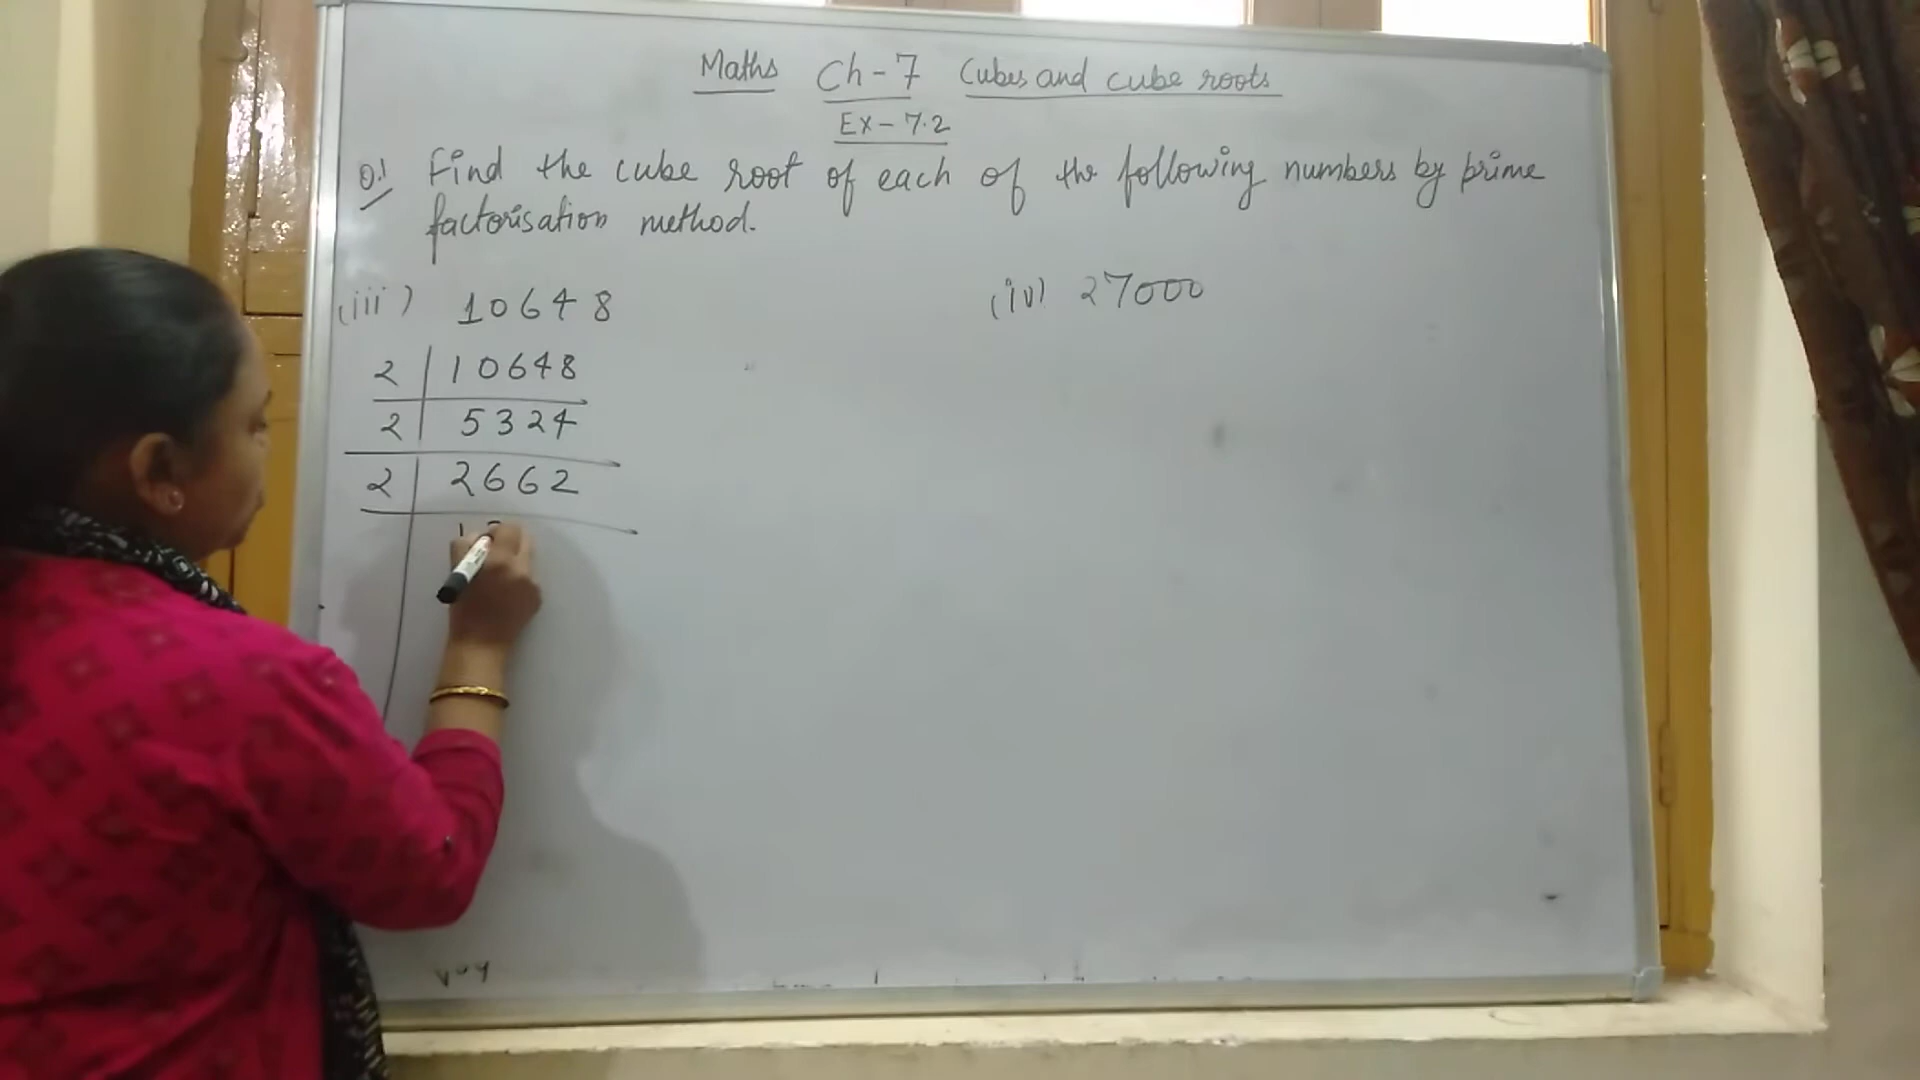 Maths Ch-7 Cubes and cube roots
Ex-7.2
Q.1 Find the cube root of each of the following numbers by prime
factorisation method.
(iii) 10648
(iv) 27000
2 | 10648
2 | 5324
2 | 2662
1